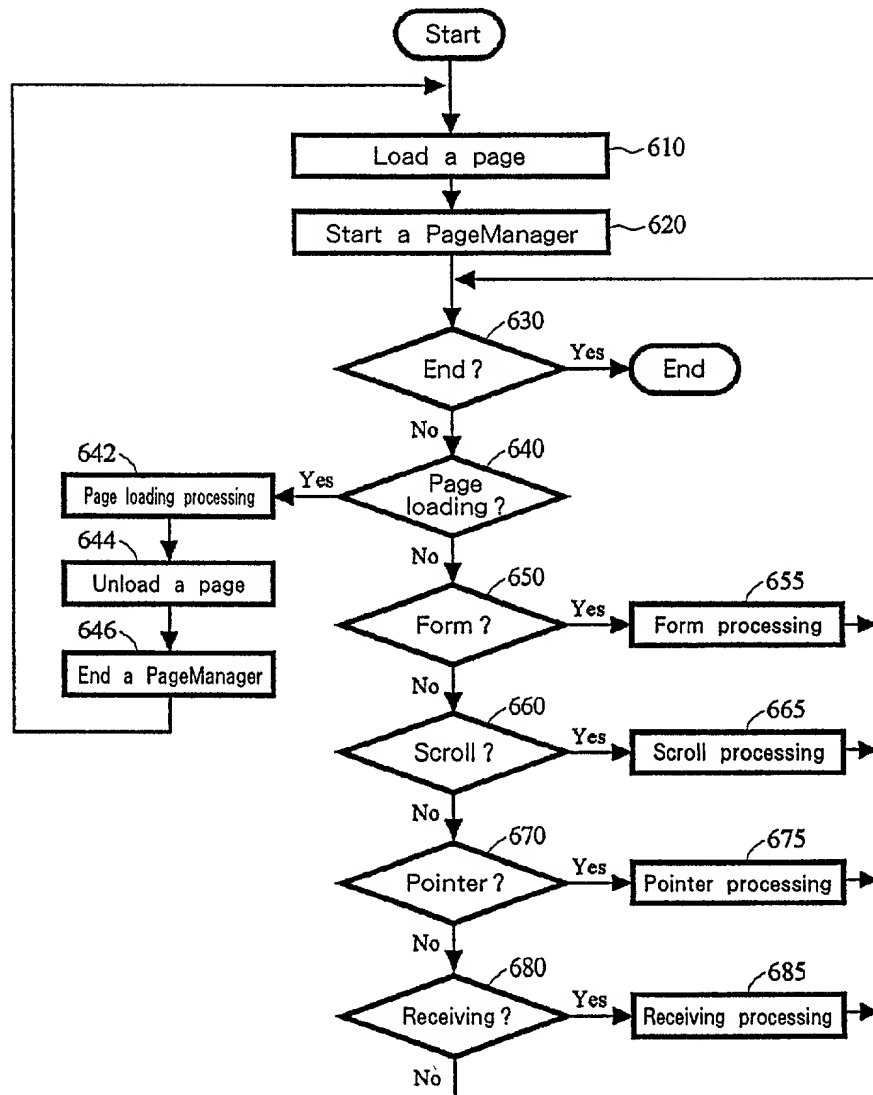 Start
Load a page
610
Start a PageManager
620
630
End ?
Yes
End
No
640
Page
loading ?
Yes
642
Page loading processing
644
Unload a page
646
End a PageManager
No
650
Form ?
Yes
655
Form processing
No
660
Scroll ?
Yes
665
Scroll processing
No
670
Pointer ?
Yes
675
Pointer processing
No
680
Receiving ?
Yes
685
Receiving processing
No